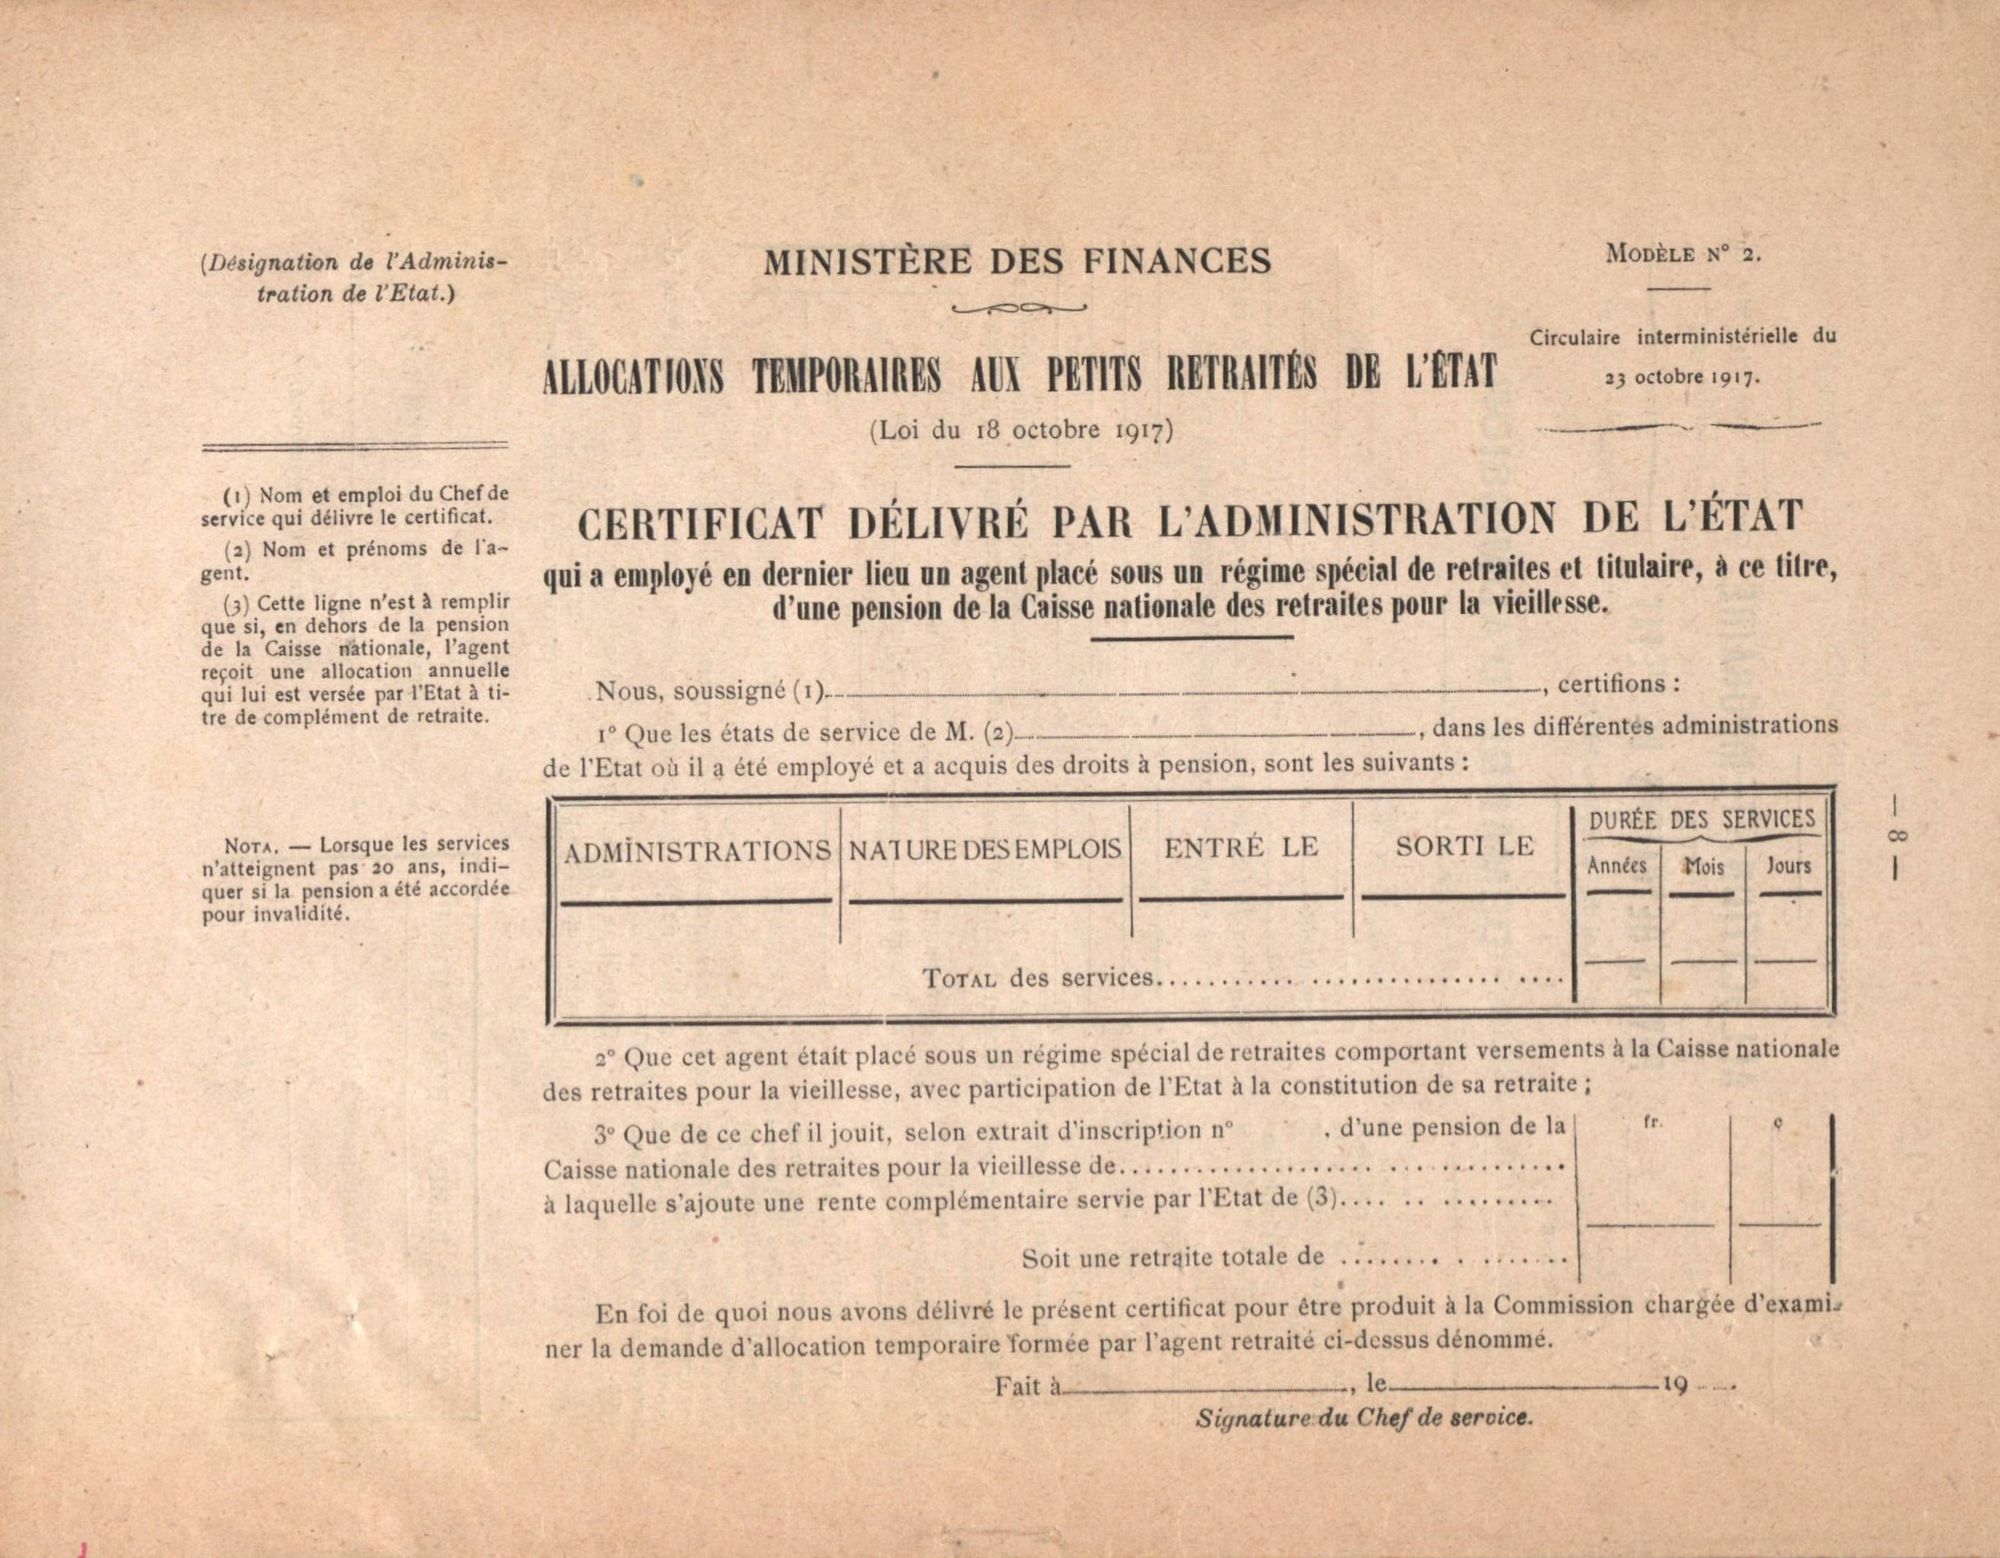 (Désignation de l'Adminis-
tration de l'Etat.)
MINISTÈRE DES FINANCES
MODÈLE N° 2.
Circulaire interministérielle du
23 octobre 1917.
ALLOCATIONS TEMPORAIRES AUX PETITS RETRAITÉS DE L'ÉTAT
(Loi du 18 octobre 1917)
(1) Nom et emploi du Chef de
service qui délivre le certificat.
(2) Nom et prénoms de l'a-
gent.
(3) Cette ligne n'est à remplir
que si, en dehors de la pension
de la Caisse nationale, l'agent
reçoit une allocation annuelle
qui lui est versée par l'Etat à ti-
tre de complément de retraite.
NOTA. — Lorsque les services
n'atteignent pas 20 ans, indi-
quer si la pension a été accordée
pour invalidité.
CERTIFICAT DÉLIVRÉ PAR L'ADMINISTRATION DE L'ÉTAT
qui a employé en dernier lieu un agent placé sous un régime spécial de retraites et titulaire, à ce titre,
d'une pension de la Caisse nationale des retraites pour la vieillesse.
Nous, soussigné (1), certifions :
1° Que les états de service de M. (2), dans les différentes administrations
de l'Etat où il a été employé et a acquis des droits à pension, sont les suivants :
ADMINISTRATIONS NATURE DES EMPLOIS ENTRÉ LE SORTI LE DURÉE DES SERVICES
Années Mois Jours
TOTAL des services
2° Que cet agent était placé sous un régime spécial de retraites comportant versements à la Caisse nationale
des retraites pour la vieillesse, avec participation de l'Etat à la constitution de sa retraite ;
3° Que de ce chef il jouit, selon extrait d'inscription n° , d'une pension de la fr. c
Caisse nationale des retraites pour la vieillesse de
à laquelle s'ajoute une rente complémentaire servie par l'Etat de (3)
Soit une retraite totale de
En foi de quoi nous avons délivré le présent certificat pour être produit à la Commission chargée d'exami-
ner la demande d'allocation temporaire formée par l'agent retraité ci-dessus dénommé.
Fait à , le 19
Signature du Chef de service.
— 8 —